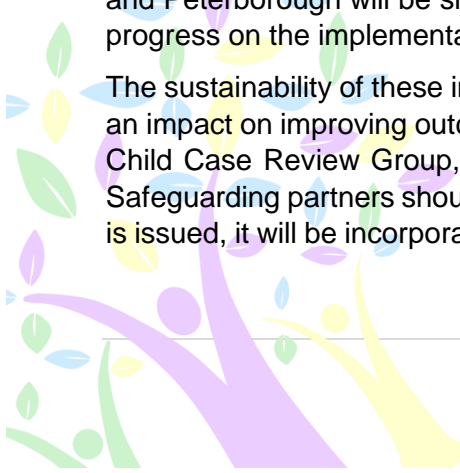 and Peterborough will be s
progress on the implementa
The sustainability of these i
an impact on improving outc
Child Case Review Group,
Safeguarding partners shou
is issued, it will be incorpora